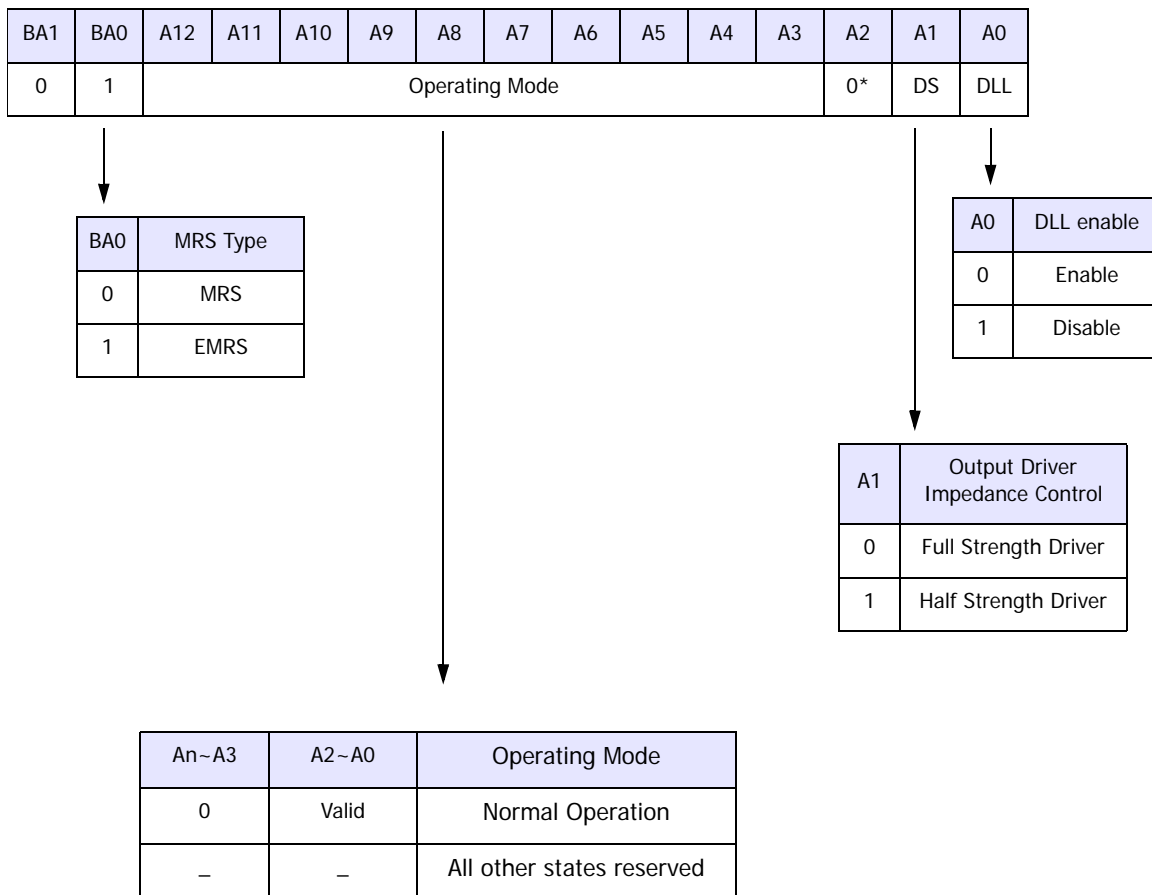 BA1 BA0 A12 A11 A10 A9 A8 A7 A6 A5 A4 A3 A2 A1 A0
0 1 Operating Mode 0* DS DLL
BA0 MRS Type
0 MRS
1 EMRS
A0 DLL enable
0 Enable
1 Disable
A1 Output Driver
Impedance Control
0 Full Strength Driver
1 Half Strength Driver
An~A3 A2~A0 Operating Mode
0 Valid Normal Operation
_ _ All other states reserved